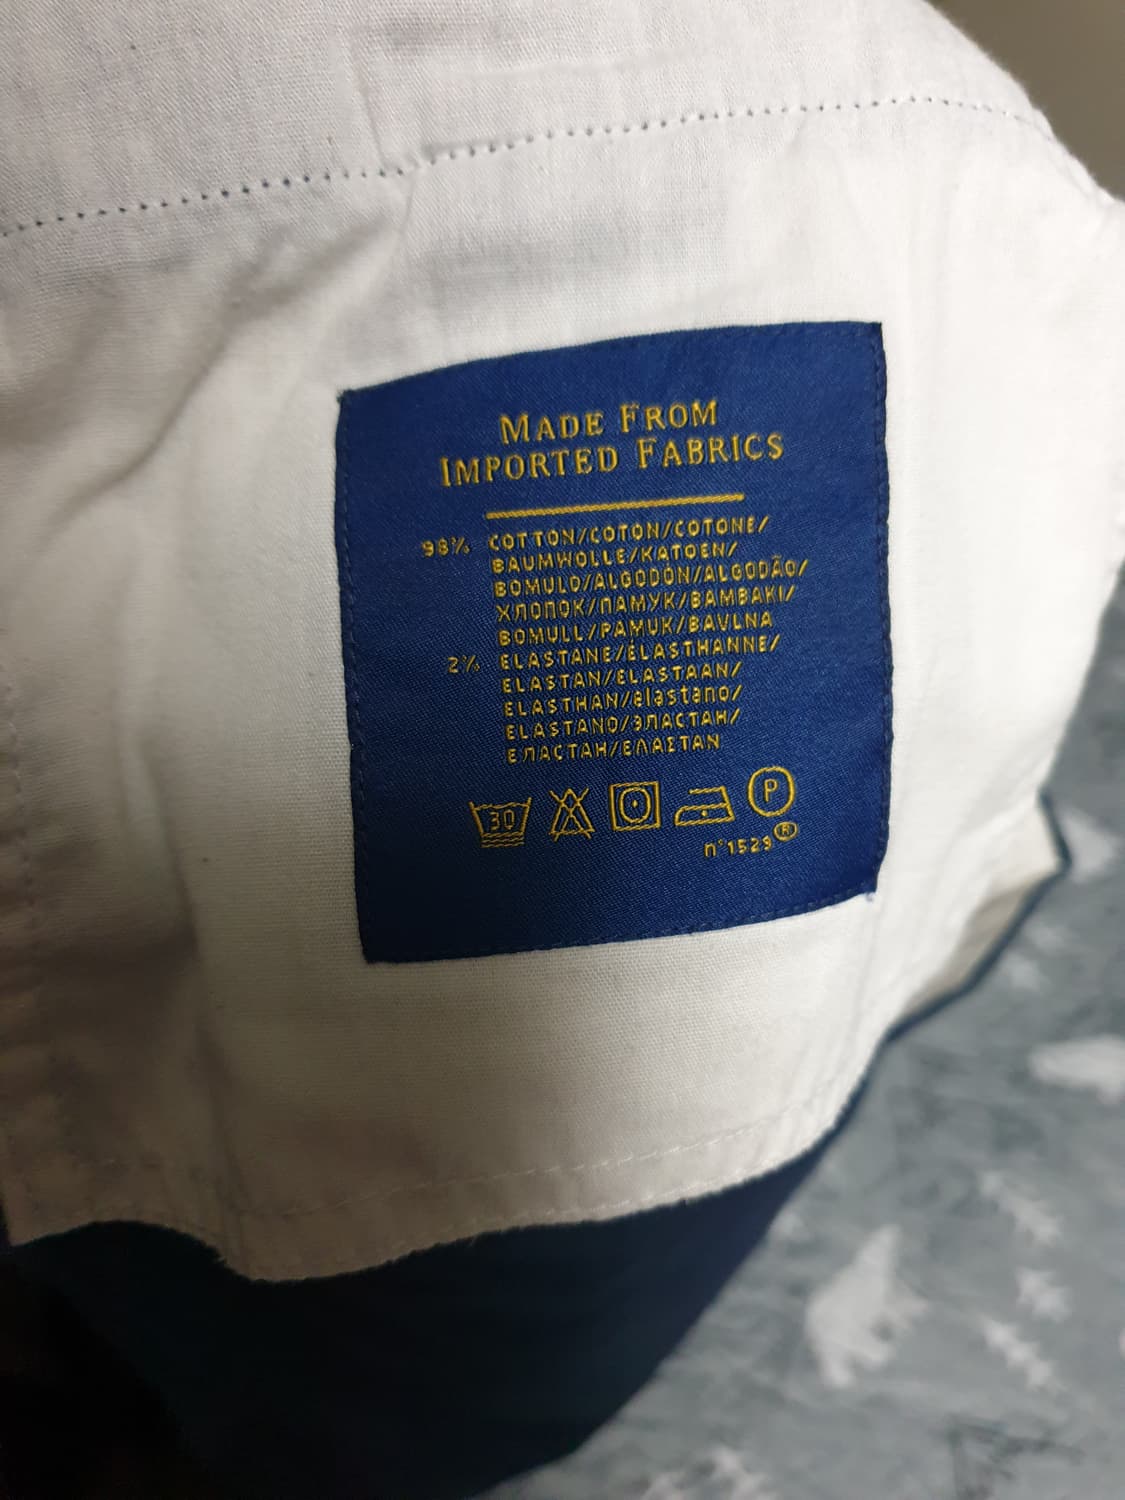 MADE FROM
IMPORTED FABRICS
98% COTTON/COTON/COTONE/
BAUMWOLLE/KATOEN/
BOMULD/ALGODÓN/ALGODÃO/
ХЛОПОК/ПАМУК/ΒΑΜΒΑΚΙ/
BOMULL/PAMUK/BAVLNA
2% ELASTANE/ÉLASTHANNE/
ELASTAN/ELASTAAN/
ELASTHAN/elastano/
ELASTANO/ЭЛАСТАН/
ЕЛАСТАН/ΕΛΑΣΤΑΝ
30 P
n°1529®